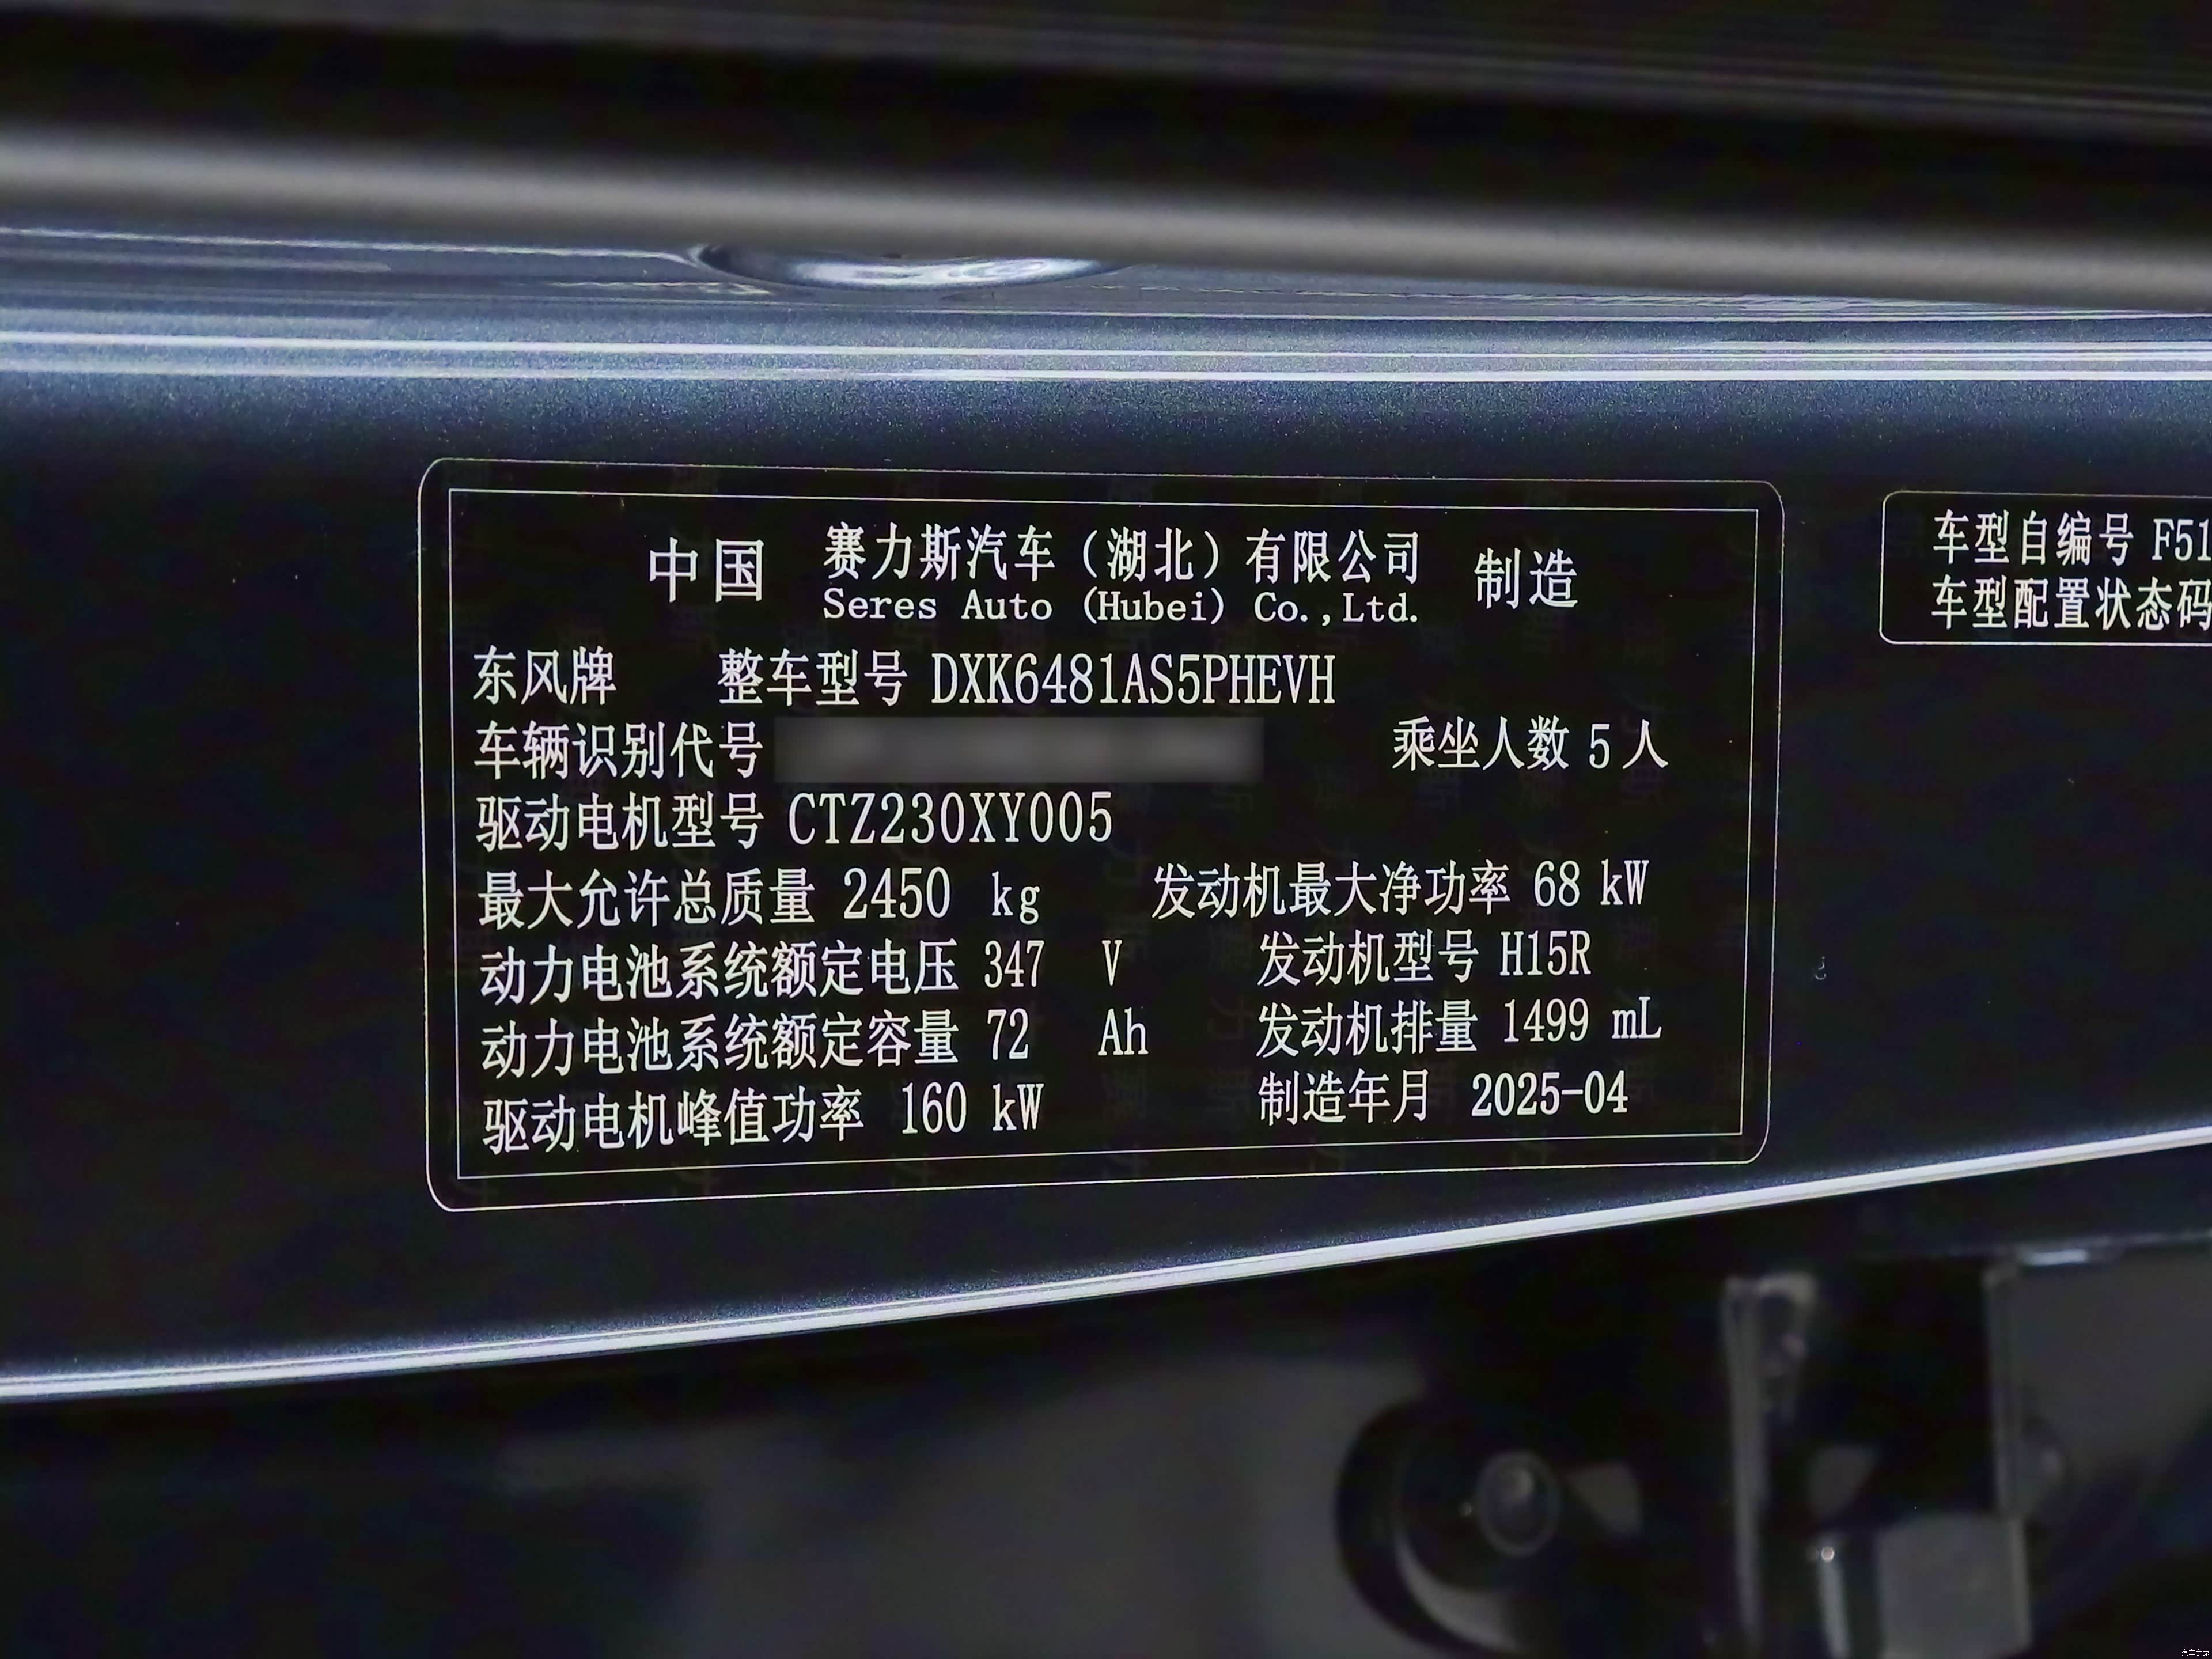 中国 赛力斯汽车（湖北）有限公司 制造
Seres Auto (Hubei) Co.,Ltd.
东风牌 整车型号 DXK6481AS5PHEVH
车辆识别代号 乘坐人数 5 人
驱动电机型号 CTZ230XY005
最大允许总质量 2450 kg 发动机最大净功率 68 kW
动力电池系统额定电压 347 V 发动机型号 H15R
动力电池系统额定容量 72 Ah 发动机排量 1499 mL
驱动电机峰值功率 160 kW 制造年月 2025-04
车型自编号 F51
车型配置状态码
汽车之家